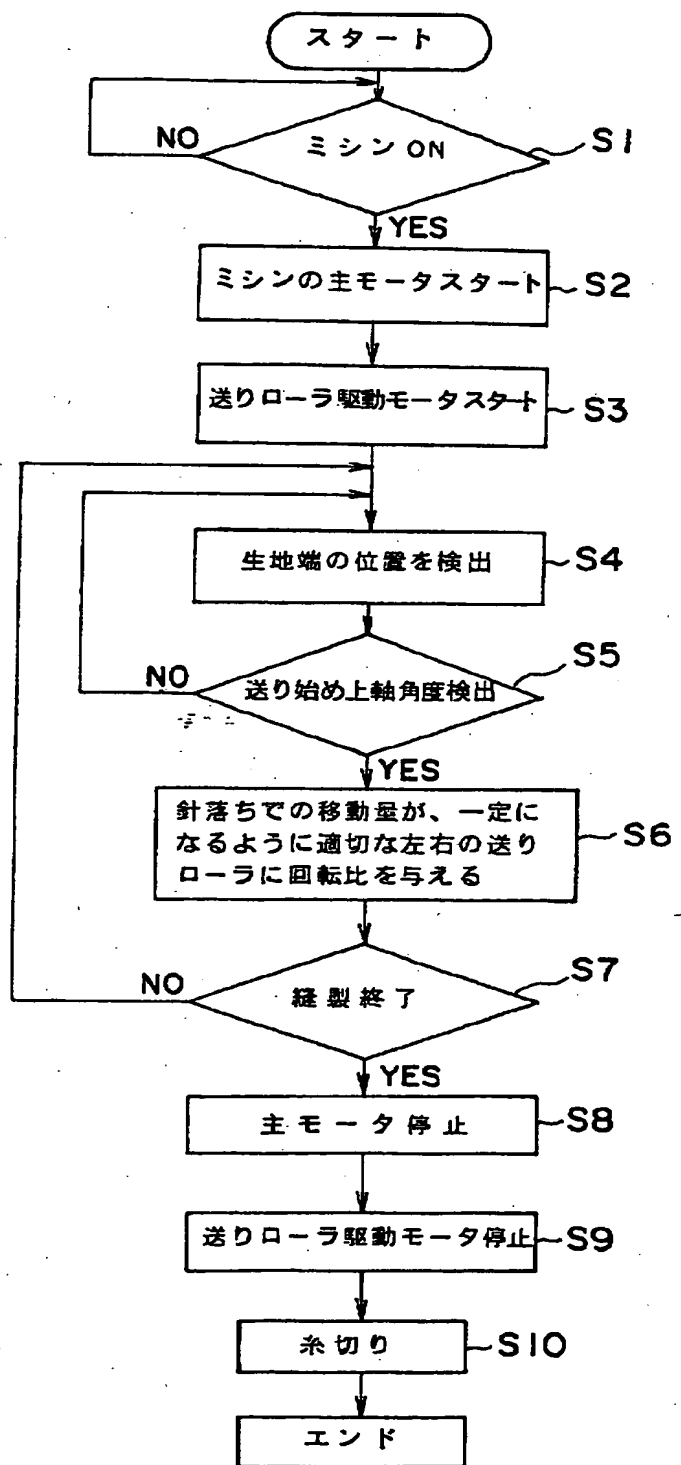 スタート
NO
ミシンON
S1
YES
ミシンの主モータスタート
S2
送りローラ駆動モータスタート
S3
生地端の位置を検出
S4
NO
送り始め上軸角度検出
S5
YES
針落ちでの移動量が、一定に
なるように適切な左右の送り
ローラに回転比を与える
S6
NO
縫製終了
S7
YES
主モータ停止
S8
送りローラ駆動モータ停止
S9
糸切り
S10
エンド